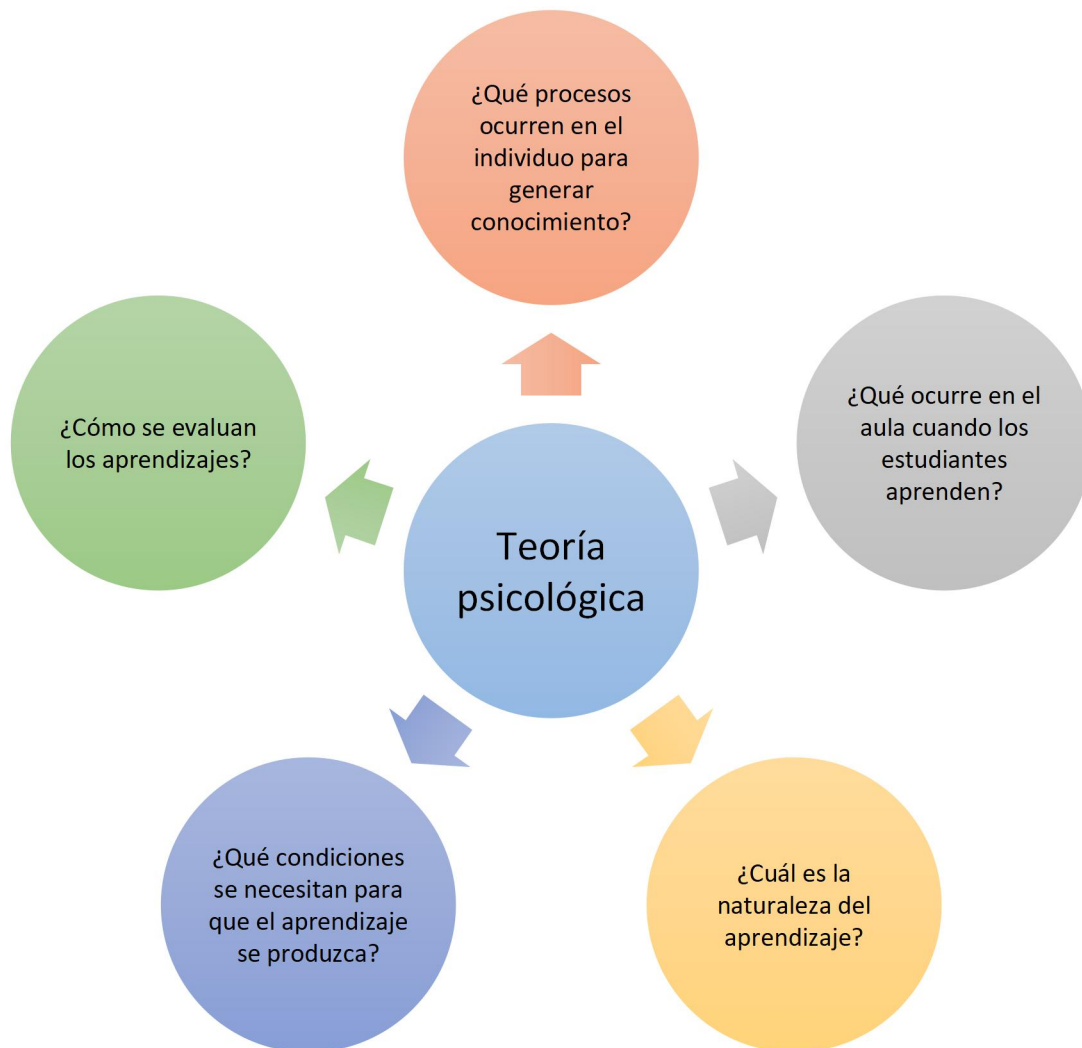 ¿Qué procesos
ocurren en el
individuo para
generar
conocimiento?
¿Qué ocurre en el
aula cuando los
estudiantes
aprenden?
¿Cuál es la
naturaleza del
aprendizaje?
¿Qué condiciones
se necesitan para
que el aprendizaje
se produzca?
¿Cómo se evaluan
los aprendizajes?
Teoría
psicológica